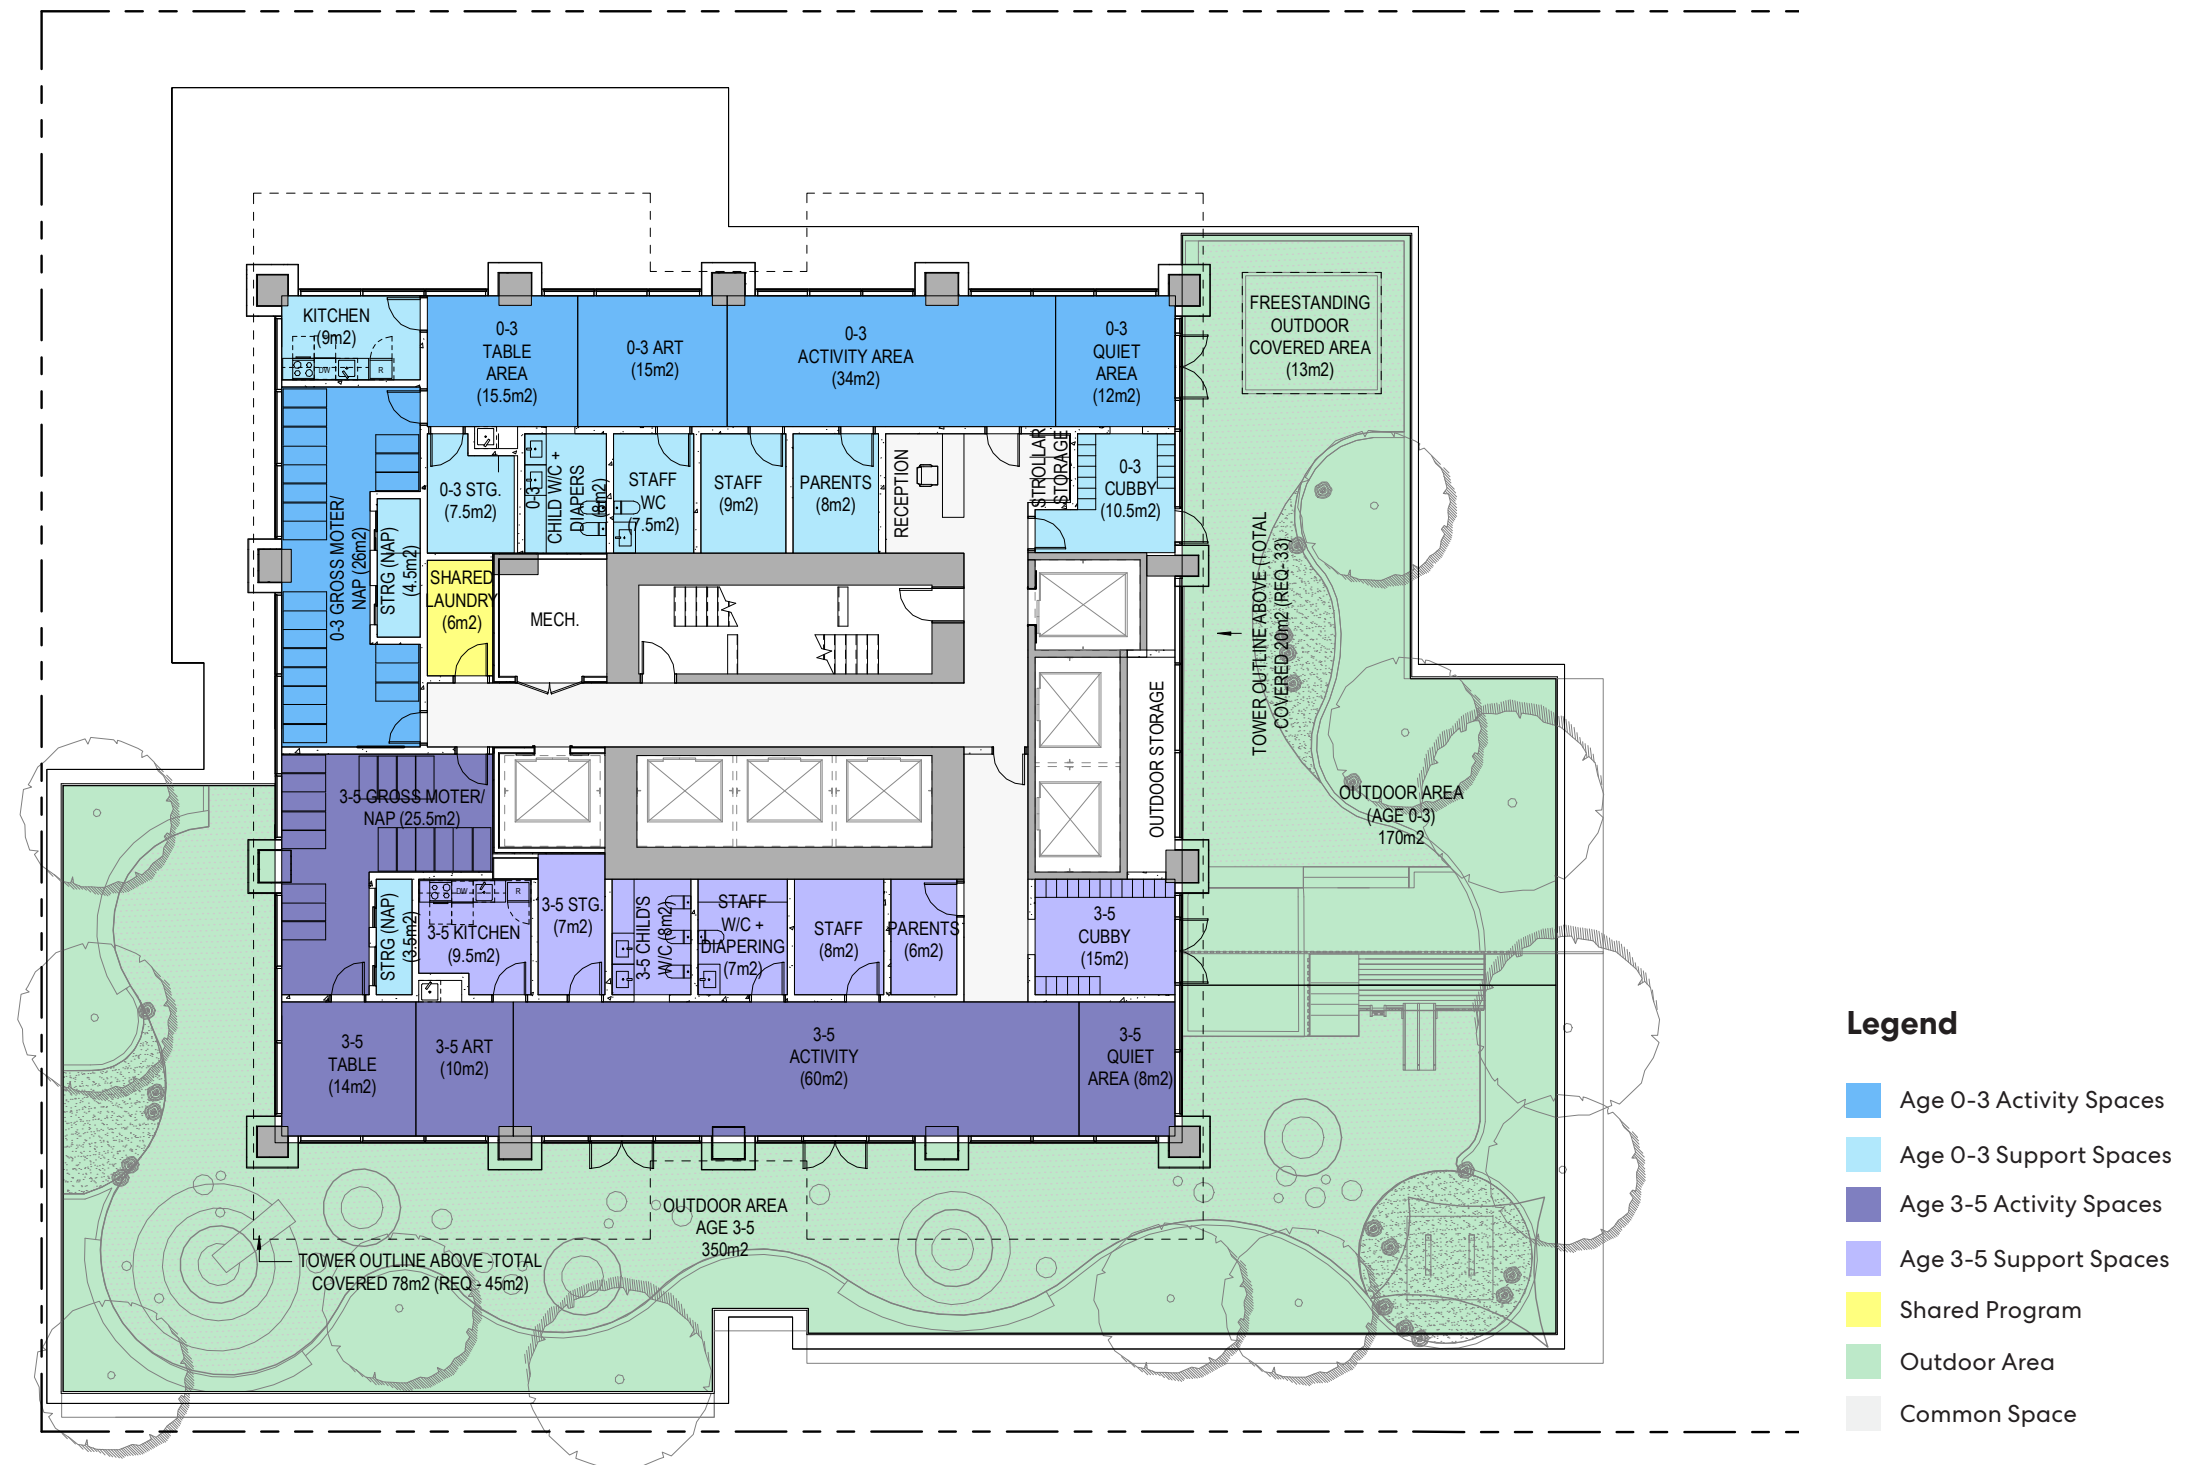 KITCHEN
(9m2)
DW
R
0-3
TABLE
AREA
(15.5m2)
0-3 ART
(15m2)
0-3
ACTIVITY AREA
(34m2)
0-3
QUIET
AREA
(12m2)
FREESTANDING
OUTDOOR
COVERED AREA
(13m2)
0-3 GROSS MOTER/
NAP (26m2)
STRG (NAP)
(4.5m2)
0-3 STG.
(7.5m2)
0-3
CHILD W/C +
DIAPERS
(8m2)
STAFF
WC
(7.5m2)
STAFF
(9m2)
PARENTS
(8m2)
RECEPTION
STROLLAR
STORAGE
0-3
CUBBY
(10.5m2)
SHARED
LAUNDRY
(6m2)
MECH.
TOWER OUTLINE ABOVE (TOTAL
COVERED 20m2 (REQ- 33)
OUTDOOR STORAGE
OUTDOOR AREA
(AGE 0-3)
170m2
3-5 GROSS MOTER/
NAP (25.5m2)
STRG (NAP)
(3.5m2)
DW
R
3-5 KITCHEN
(9.5m2)
3-5 STG.
(7m2)
3-5 CHILD'S
W/C (8m2)
STAFF
W/C +
DIAPERING
(7m2)
STAFF
(8m2)
PARENTS
(6m2)
3-5
CUBBY
(15m2)
3-5
TABLE
(14m2)
3-5 ART
(10m2)
3-5
ACTIVITY
(60m2)
3-5
QUIET
AREA (8m2)
OUTDOOR AREA
AGE 3-5
350m2
TOWER OUTLINE ABOVE -TOTAL
COVERED 78m2 (REQ - 45m2)
Legend
Age 0-3 Activity Spaces
Age 0-3 Support Spaces
Age 3-5 Activity Spaces
Age 3-5 Support Spaces
Shared Program
Outdoor Area
Common Space